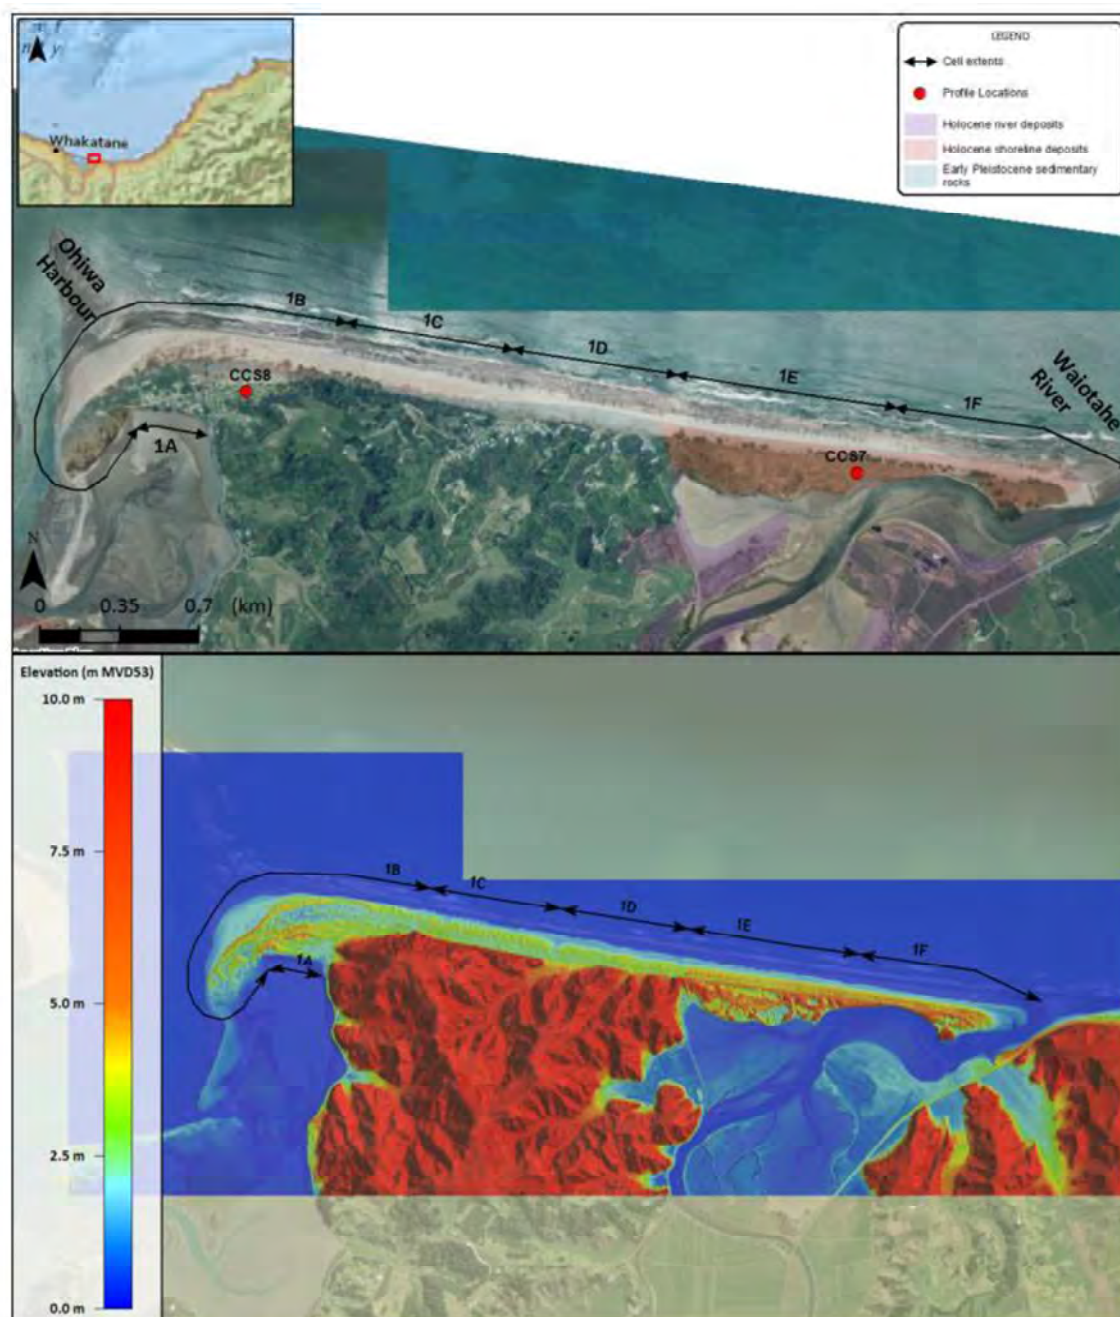 Whakatane
LEGEND
Cell extents
Profile Locations
Holocene river deposits
Holocene shoreline deposits
Early Pleistocene sedimentary
rocks
Ohiwa
Harbour
1B
1C
1D
1E
1F
Waiotahe
River
CCS8
1A
CCS7
N
0 0.35 0.7 (km)
Elevation (m MVD53)
10.0 m
7.5 m
5.0 m
2.5 m
0.0 m
1B
1C
1D
1E
1F
1A